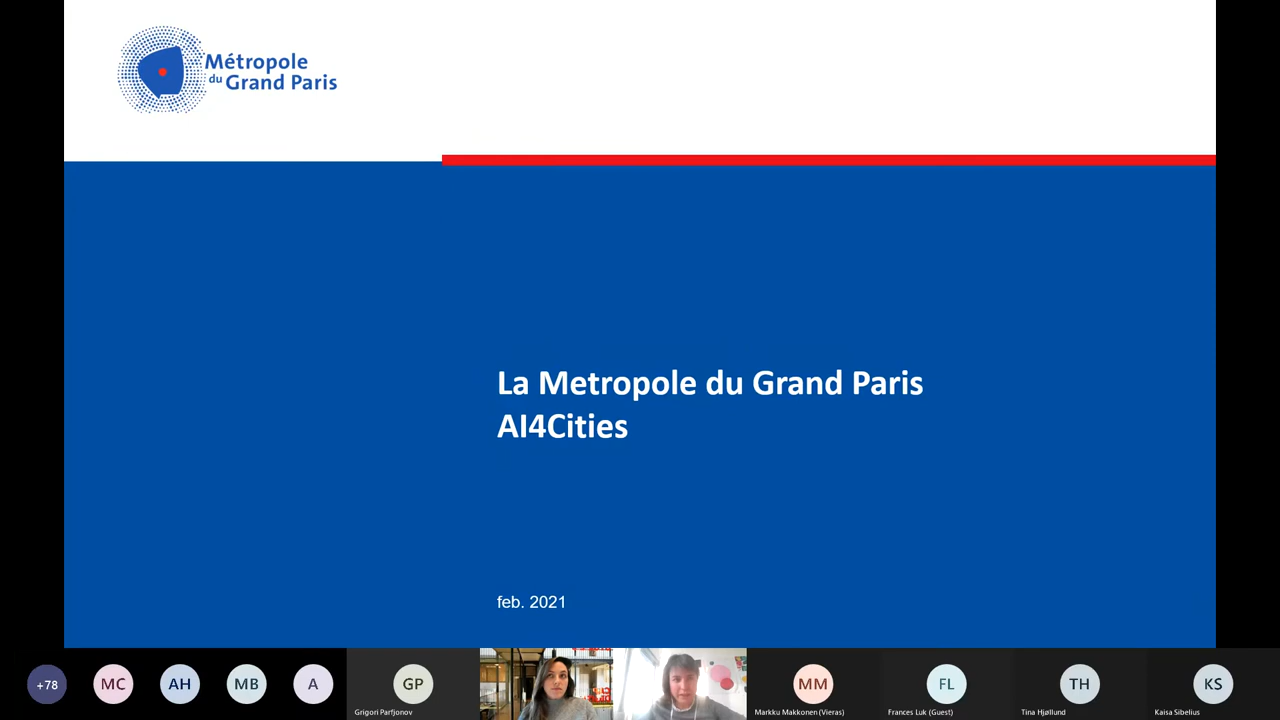 Métropole
du Grand Paris
La Metropole du Grand Paris
AI4Cities
feb. 2021
+78
MC
AH
MB
A
GP
MM
FL
TH
KS
Grigori Parfjonov
Markku Makkonen (Vieras)
Frances Luk (Guest)
Tina Hjøllund
Kaisa Sibelius